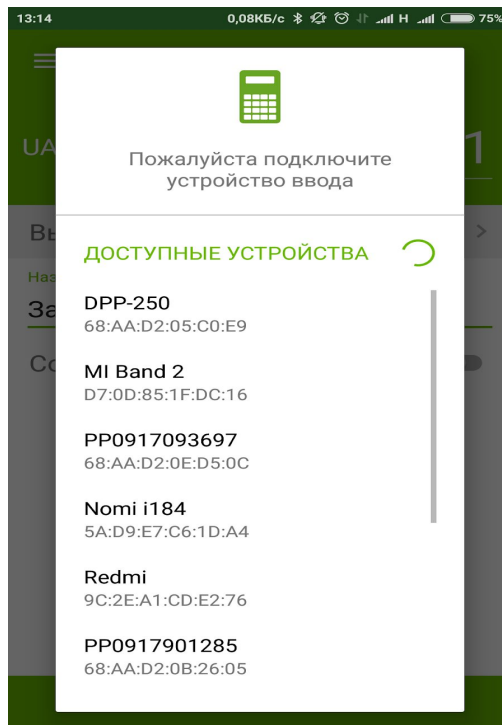 13:14 0,08КБ/с H 75%
UA 1
Пожалуйста подключите
устройство ввода
ДОСТУПНЫЕ УСТРОЙСТВА
DPP-250
68:AA:D2:05:C0:E9
MI Band 2
D7:0D:85:1F:DC:16
PP0917093697
68:AA:D2:0E:D5:0C
Nomi i184
5A:D9:E7:C6:1D:A4
Redmi
9C:2E:A1:CD:E2:76
PP0917901285
68:AA:D2:0B:26:05